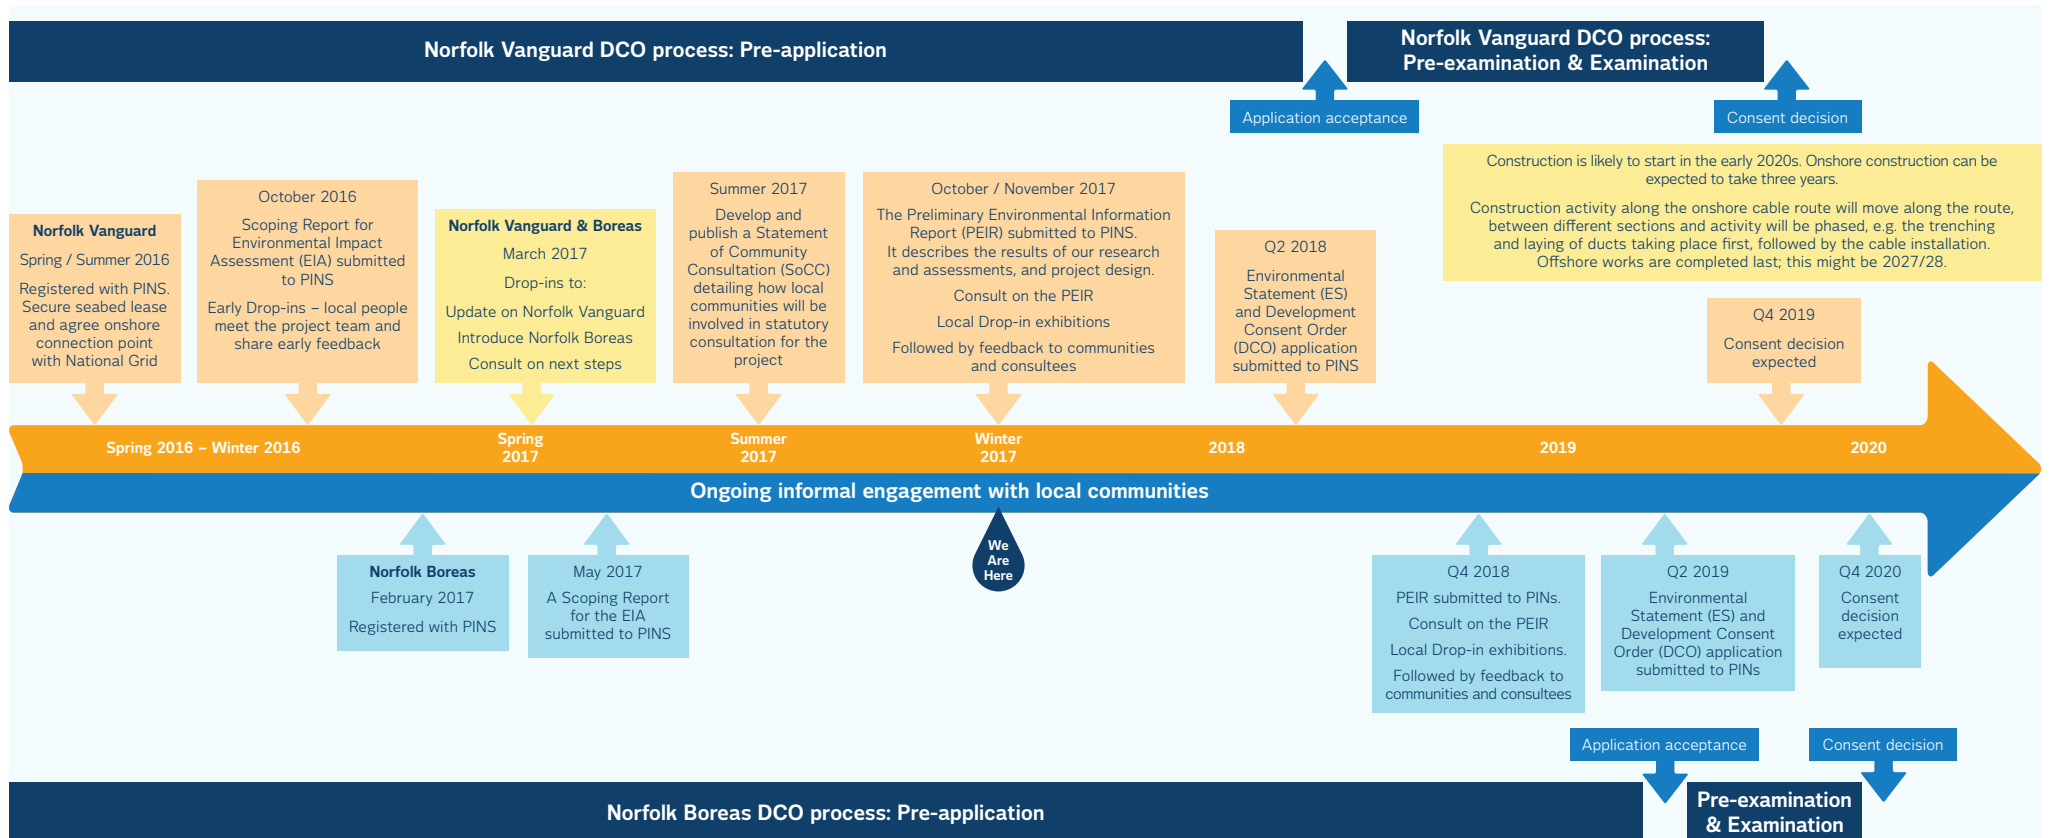 Norfolk Vanguard DCO process: Pre-application
Norfolk Vanguard DCO process:
Pre-examination & Examination
Application acceptance
Consent decision
Construction is likely to start in the early 2020s. Onshore construction can be
expected to take three years.
Construction activity along the onshore cable route will move along the route,
between different sections and activity will be phased, e.g. the trenching
and laying of ducts taking place first, followed by the cable installation.
Offshore works are completed last; this might be 2027/28.
Norfolk Vanguard
Spring / Summer 2016
Registered with PINS.
Secure seabed lease
and agree onshore
connection point
with National Grid
October 2016
Scoping Report for
Environmental Impact
Assessment (EIA) submitted
to PINS
Early Drop-ins – local people
meet the project team and
share early feedback
Norfolk Vanguard & Boreas
March 2017
Drop-ins to:
Update on Norfolk Vanguard
Introduce Norfolk Boreas
Consult on next steps
Summer 2017
Develop and
publish a Statement
of Community
Consultation (SoCC)
detailing how local
communities will be
involved in statutory
consultation for the
project
October / November 2017
The Preliminary Environmental Information
Report (PEIR) submitted to PINS.
It describes the results of our research
and assessments, and project design.
Consult on the PEIR
Local Drop-in exhibitions
Followed by feedback to communities
and consultees
Q2 2018
Environmental
Statement (ES)
and Development
Consent Order
(DCO) application
submitted to PINS
Q4 2019
Consent decision
expected
Spring 2016 – Winter 2016
Spring
2017
Summer
2017
Winter
2017
2018
2019
2020
Ongoing informal engagement with local communities
We
Are
Here
Norfolk Boreas
February 2017
Registered with PINS
May 2017
A Scoping Report
for the EIA
submitted to PINS
Q4 2018
PEIR submitted to PINs.
Consult on the PEIR
Local Drop-in exhibitions.
Followed by feedback to
communities and consultees
Q2 2019
Environmental
Statement (ES) and
Development Consent
Order (DCO) application
submitted to PINs
Q4 2020
Consent
decision
expected
Application acceptance
Consent decision
Norfolk Boreas DCO process: Pre-application
Pre-examination
& Examination